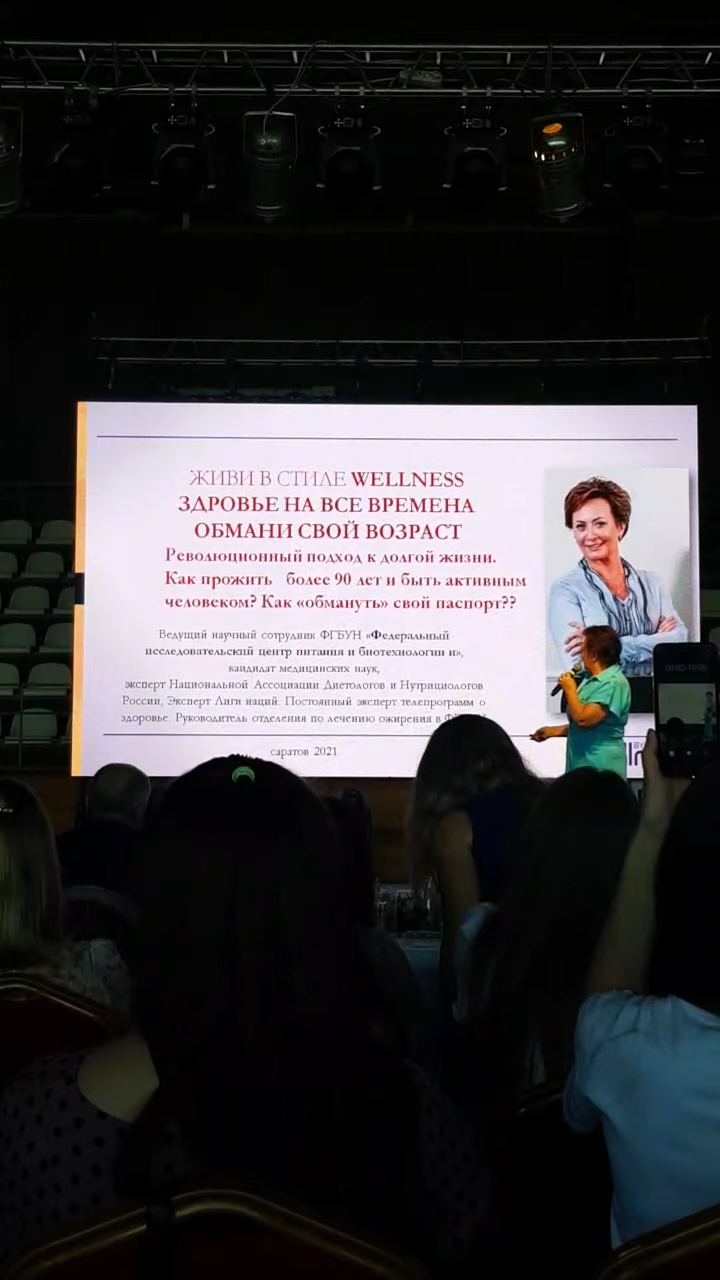 ЖИВИ В СТИЛЕ WELLNESS
ЗДРОВЬЕ НА ВСЕ ВРЕМЕНА
ОБМАНИ СВОЙ ВОЗРАСТ
Революционный подход к долгой жизни.
Как прожить более 90 лет и быть активным
человеком? Как «обмануть» свой паспорт??
Ведущий научный сотрудник ФГБУН «Федеральный
исследовательский центр питания и биотехнологии и»,
кандидат медицинских наук,
эксперт Национальной Ассоциации Диетологов и Нутрициологов
России, Эксперт Лиги наций. Постоянный эксперт телепрограмм о
здоровье. Руководитель отделения по лечению ожирения в
саратов 2021
BY